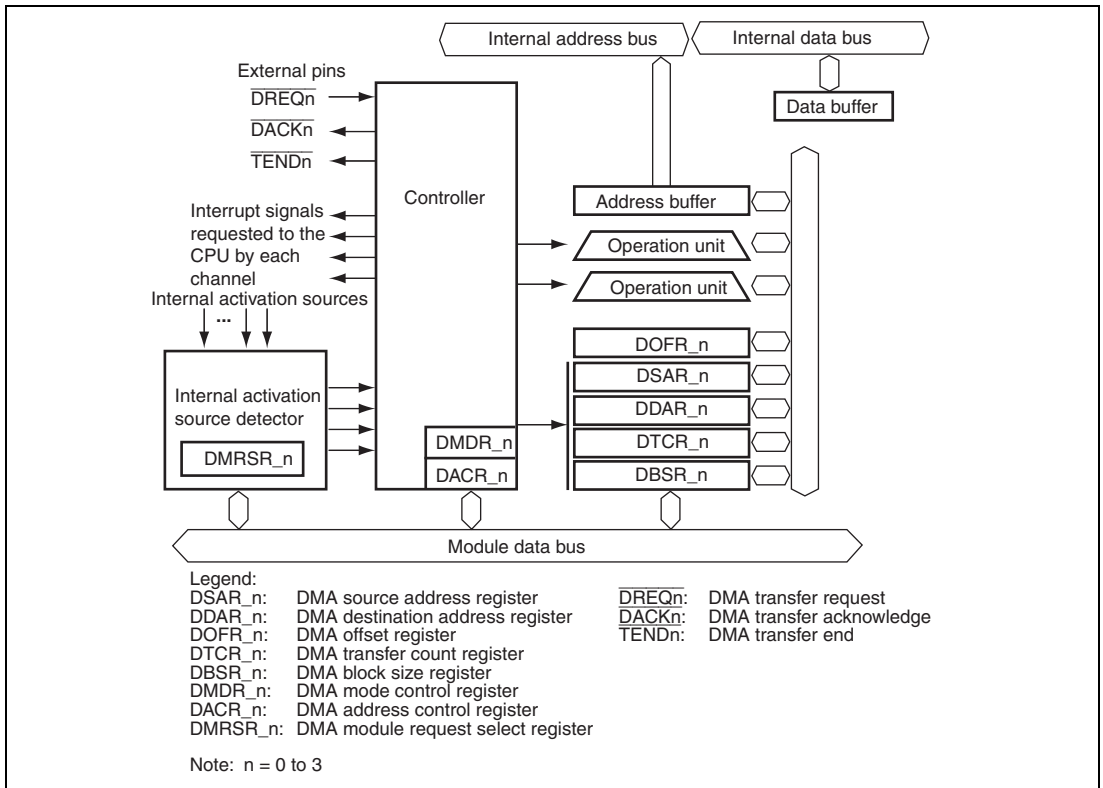 Internal address bus
Internal data bus
Data buffer
External pins
DREQn
DACKn
TENDn
Controller
Interrupt signals
requested to the
CPU by each
channel
Internal activation sources
...
Internal activation
source detector
DMRSR_n
DMDR_n
DACR_n
Address buffer
Operation unit
Operation unit
DOFR_n
DSAR_n
DDAR_n
DTCR_n
DBSR_n
Module data bus
Legend:
DSAR_n: DMA source address register
DDAR_n: DMA destination address register
DOFR_n: DMA offset register
DTCR_n: DMA transfer count register
DBSR_n: DMA block size register
DMDR_n: DMA mode control register
DACR_n: DMA address control register
DMRSR_n: DMA module request select register
DREQn: DMA transfer request
DACKn: DMA transfer acknowledge
TENDn: DMA transfer end
Note: n = 0 to 3